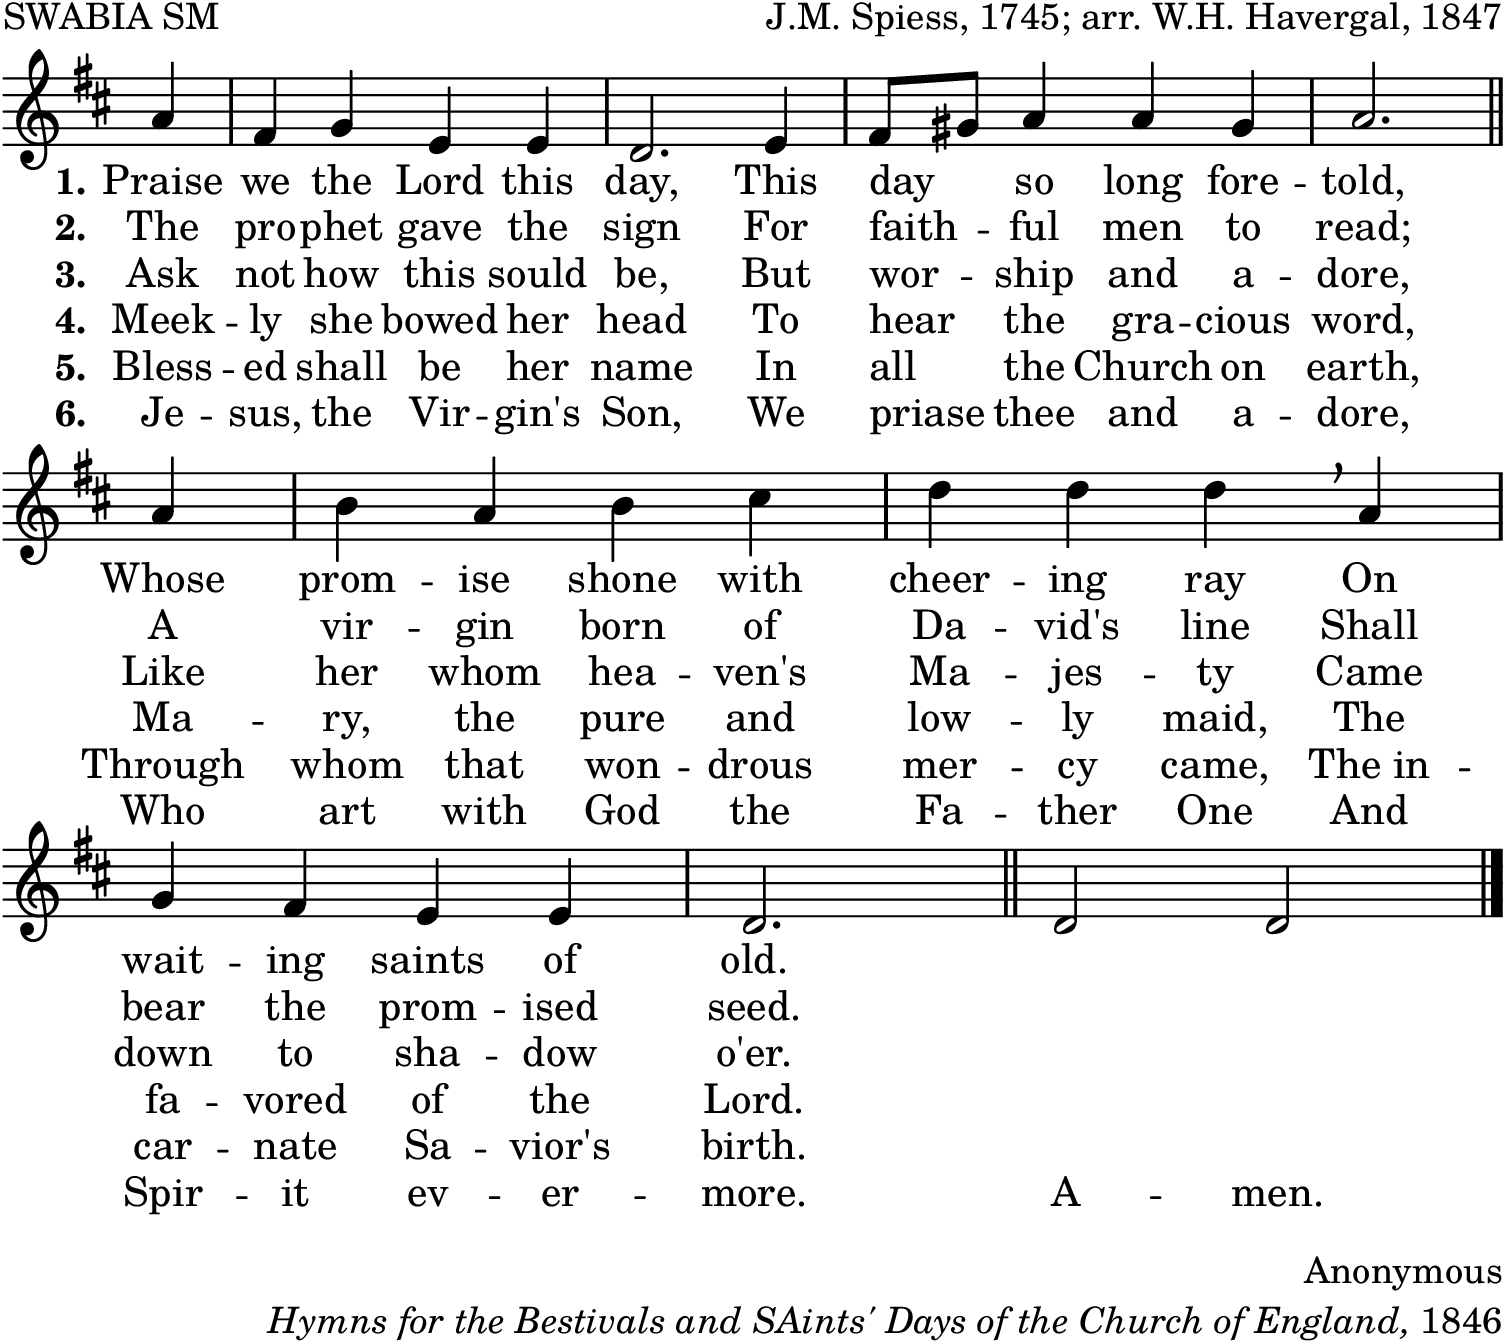 SWABIA SM
J.M. Spiess, 1745; arr. W.H. Havergal, 1847
1. Praise we the Lord this day, This day so long fore -- told,
2. The pro -- phet gave the sign For faith -- ful men to read;
3. Ask not how this sould be, But wor -- ship and a -- dore,
4. Meek -- ly she bowed her head To hear the gra -- cious word,
5. Bless -- ed shall be her name In all the Church on earth,
6. Je -- sus, the Vir -- gin's Son, We priase thee and a -- dore,
Whose prom -- ise shone with cheer -- ing ray On
A vir -- gin born of Da -- vid's line Shall
Like her whom hea -- ven's Ma -- jes -- ty Came
Ma -- ry, the pure and low -- ly maid, The
Through whom that won -- drous mer -- cy came, The in --
Who art with God the Fa -- ther One And
wait -- ing saints of old.
bear the prom -- ised seed.
down to sha -- dow o'er.
fa -- vored of the Lord.
car -- nate Sa -- vior's birth.
Spir -- it ev -- er -- more. A -- men.
Anonymous
Hymns for the Bestivals and SAints' Days of the Church of England, 1846